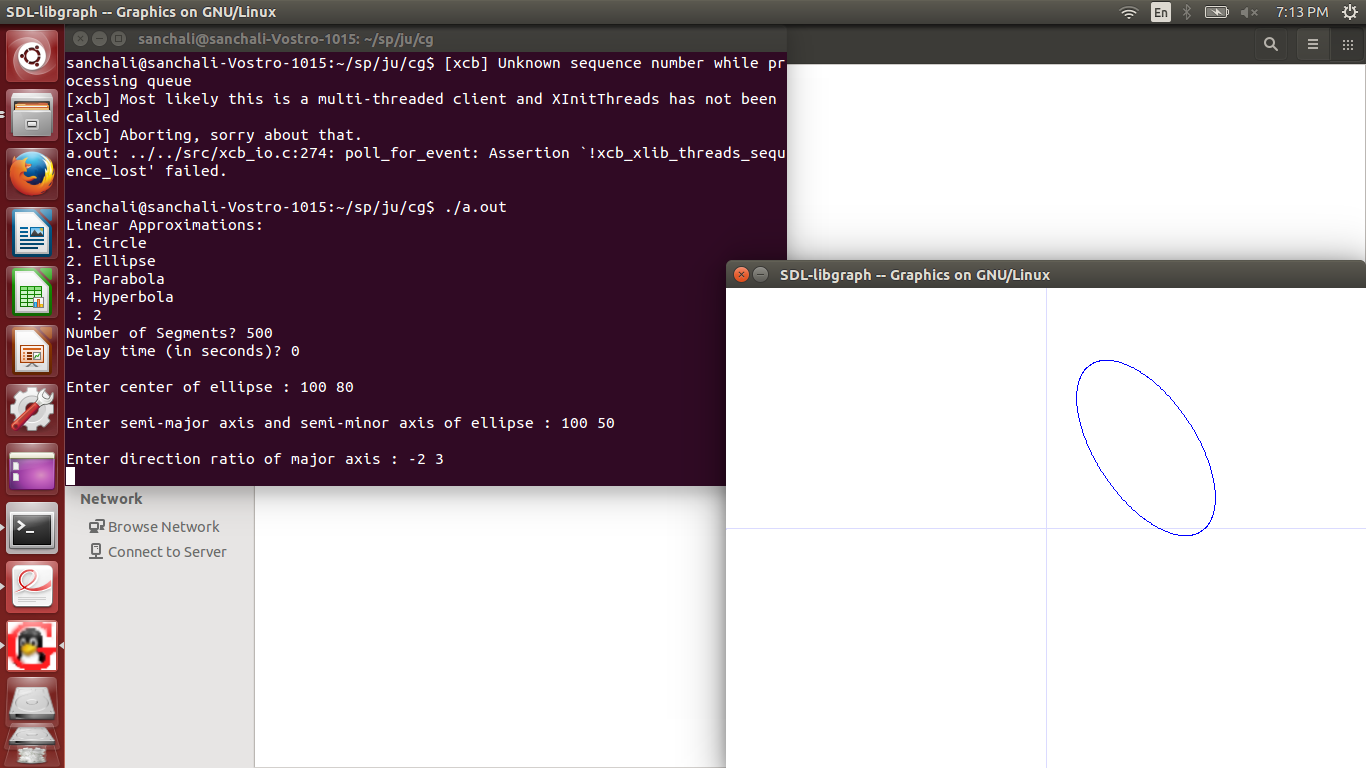 SDL-libgraph -- Graphics on GNU/Linux
En
7:13 PM
sanchali@sanchali-Vostro-1015: ~/sp/ju/cg
sanchali@sanchali-Vostro-1015:~/sp/ju/cg$ [xcb] Unknown sequence number while pr
ocessing queue
[xcb] Most likely this is a multi-threaded client and XInitThreads has not been
called
[xcb] Aborting, sorry about that.
a.out: ../../src/xcb_io.c:274: poll_for_event: Assertion `!xcb_xlib_threads_sequ
ence_lost' failed.
sanchali@sanchali-Vostro-1015:~/sp/ju/cg$ ./a.out
Linear Approximations:
1. Circle
2. Ellipse
3. Parabola
4. Hyperbola
: 2
Number of Segments? 500
Delay time (in seconds)? 0
Enter center of ellipse : 100 80
Enter semi-major axis and semi-minor axis of ellipse : 100 50
Enter direction ratio of major axis : -2 3
Network
Browse Network
Connect to Server
SDL-libgraph -- Graphics on GNU/Linux